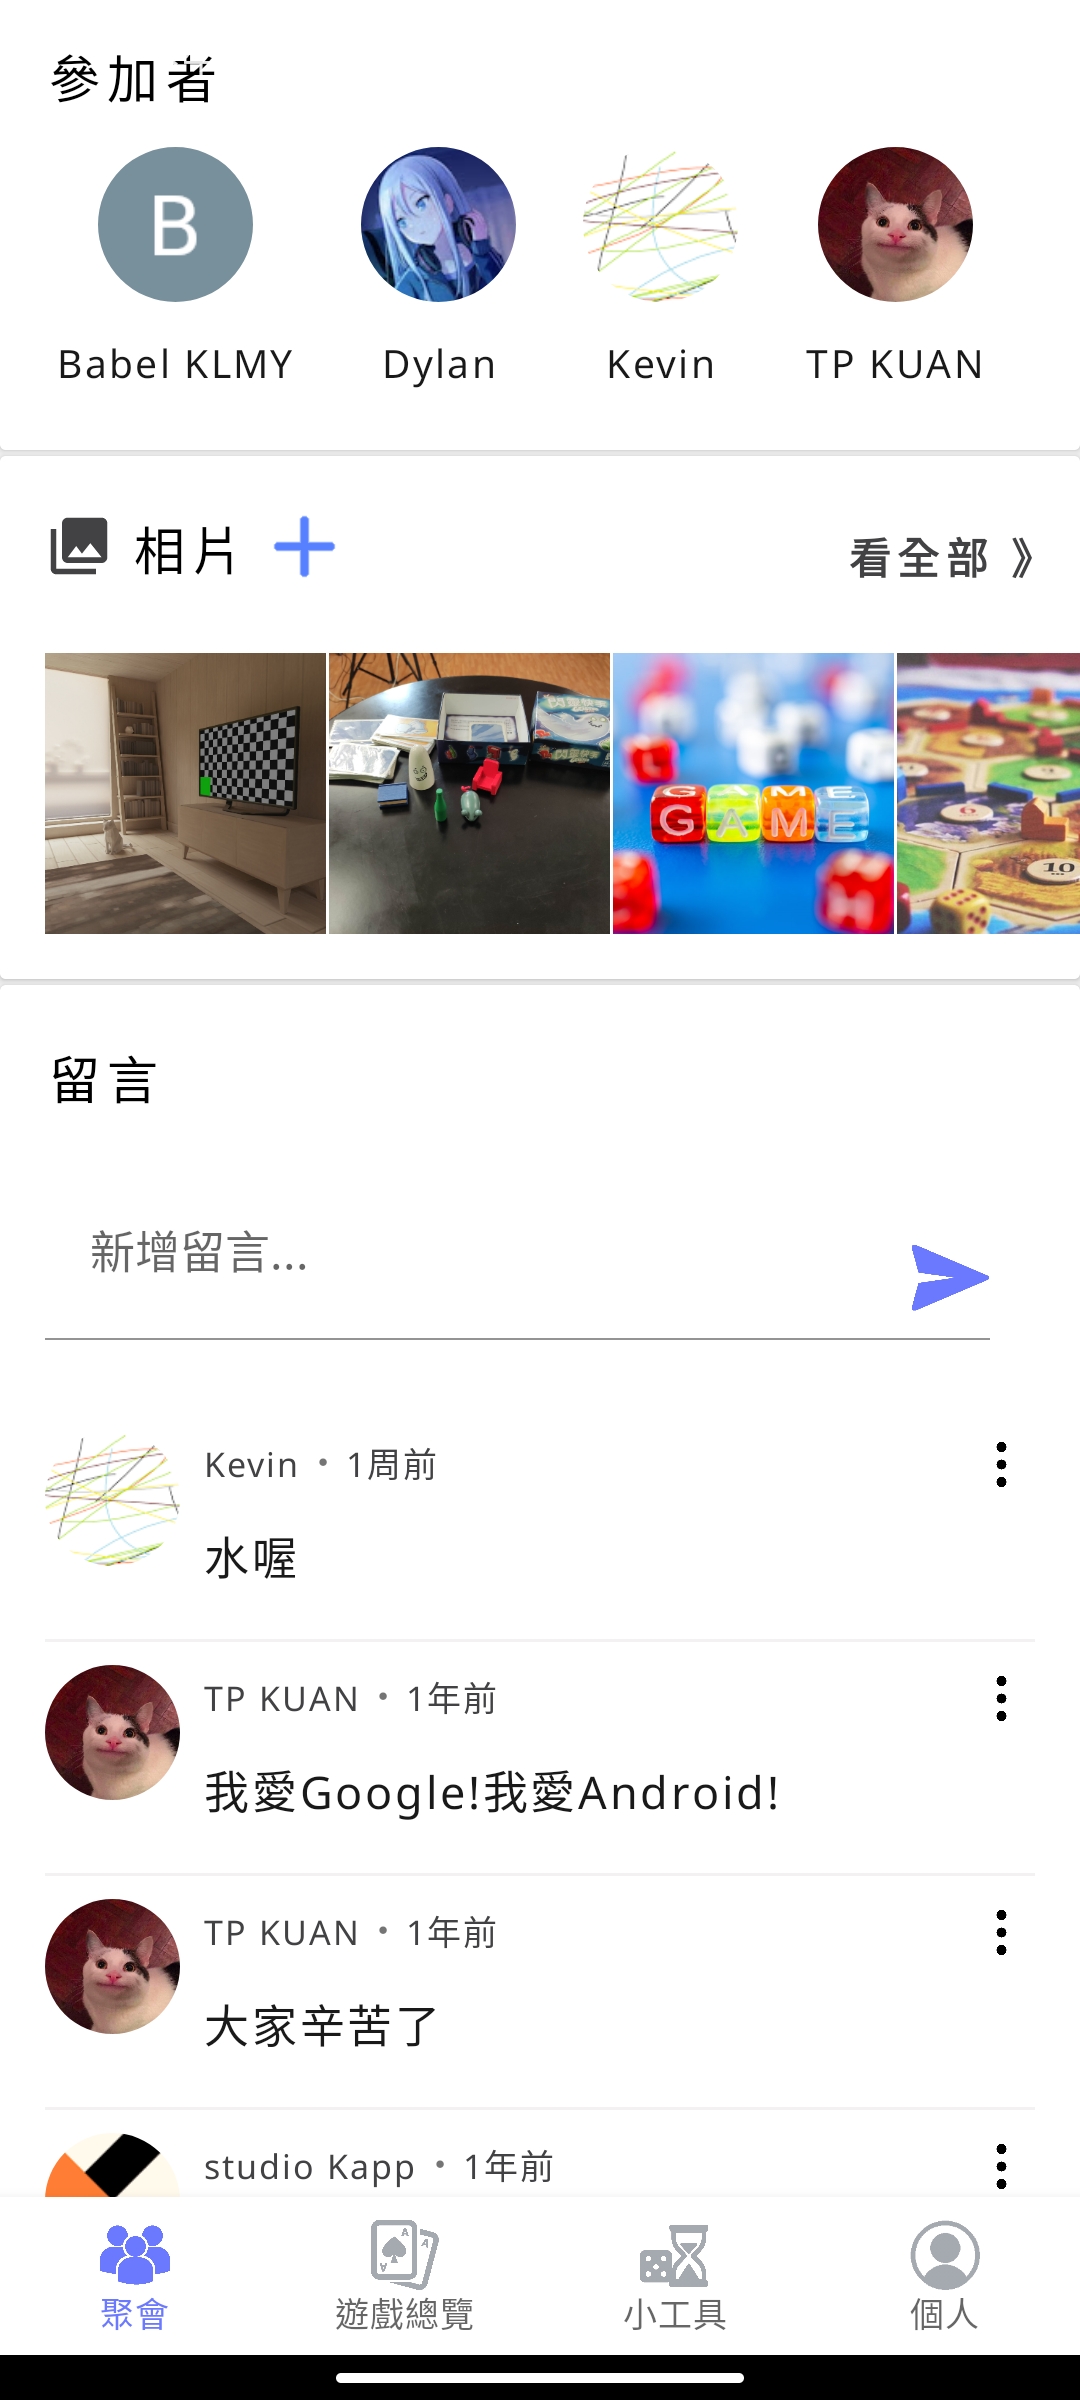 參加者
B
Babel KLMY
Dylan
Kevin
TP KUAN
相片
看全部 》
GAME
6
10
留言
新增留言...
Kevin • 1周前
水喔
TP KUAN • 1年前
我愛Google!我愛Android!
TP KUAN • 1年前
大家辛苦了
studio Kapp • 1年前
聚會
遊戲總覽
小工具
個人